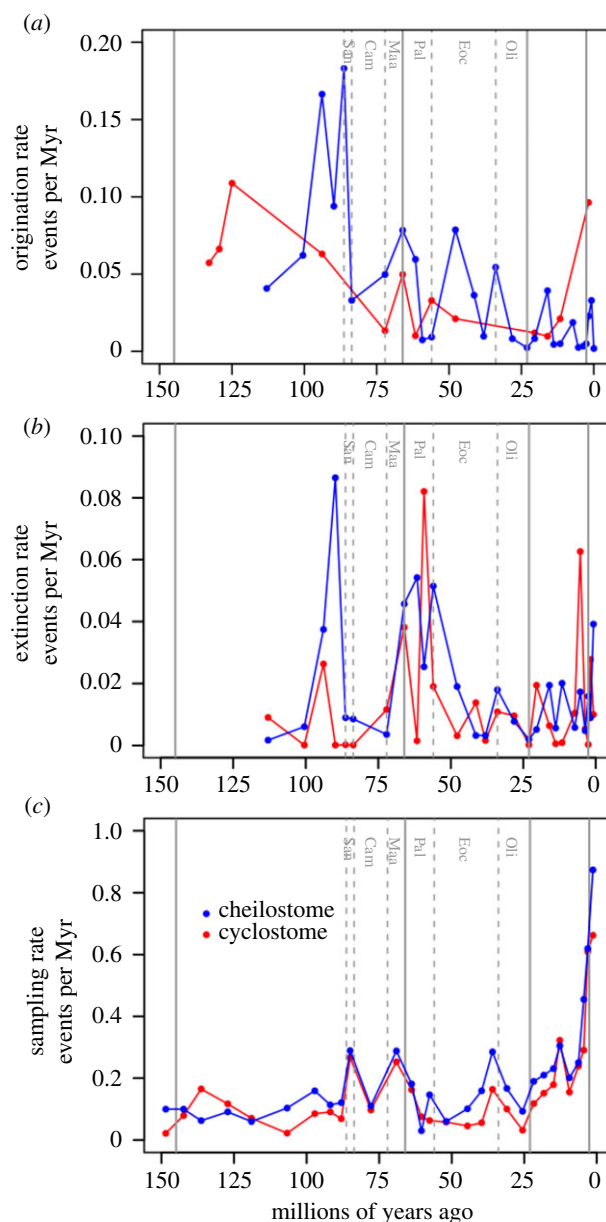 (a)
0.20
0.15
0.10
0.05
0
origination rate
events per Myr
San
Cam
Maa
Pal
Eoc
Oli
150 125 100 75 50 25 0
(b)
0.10
0.08
0.06
0.04
0.02
0
extinction rate
events per Myr
San
Cam
Maa
Pal
Eoc
Oli
150 125 100 75 50 25 0
(c)
1.0
0.8
0.6
0.4
0.2
0
sampling rate
events per Myr
San
Cam
Maa
Pal
Eoc
Oli
cheilostome
cyclostome
150 125 100 75 50 25 0
millions of years ago